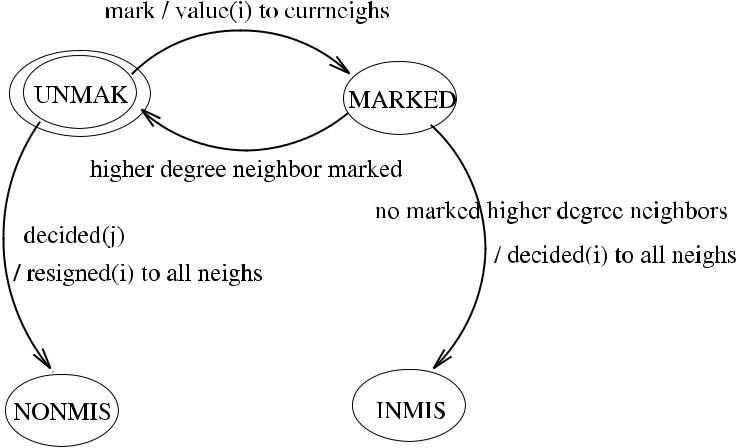 mark / value(i) to currneighs
UNMAK
MARKED
higher degree neighbor marked
no marked higher degree neighbors
decided(j)
/ decided(i) to all neighs
/ resigned(i) to all neighs
NONMIS
INMIS